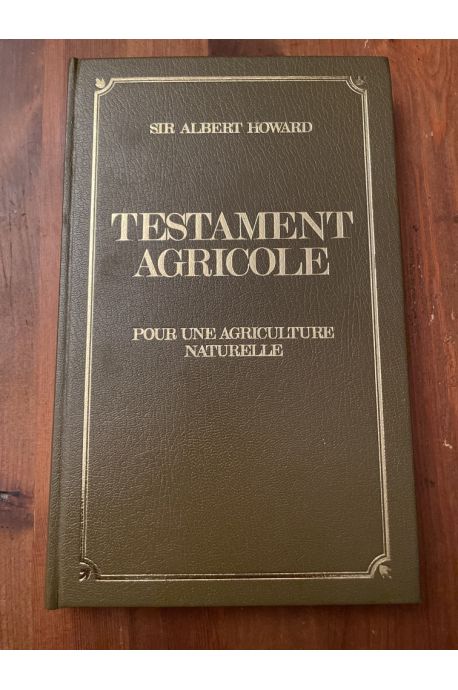 SIR ALBERT HOWARD
TESTAMENT
AGRICOLE
POUR UNE AGRICULTURE
NATURELLE